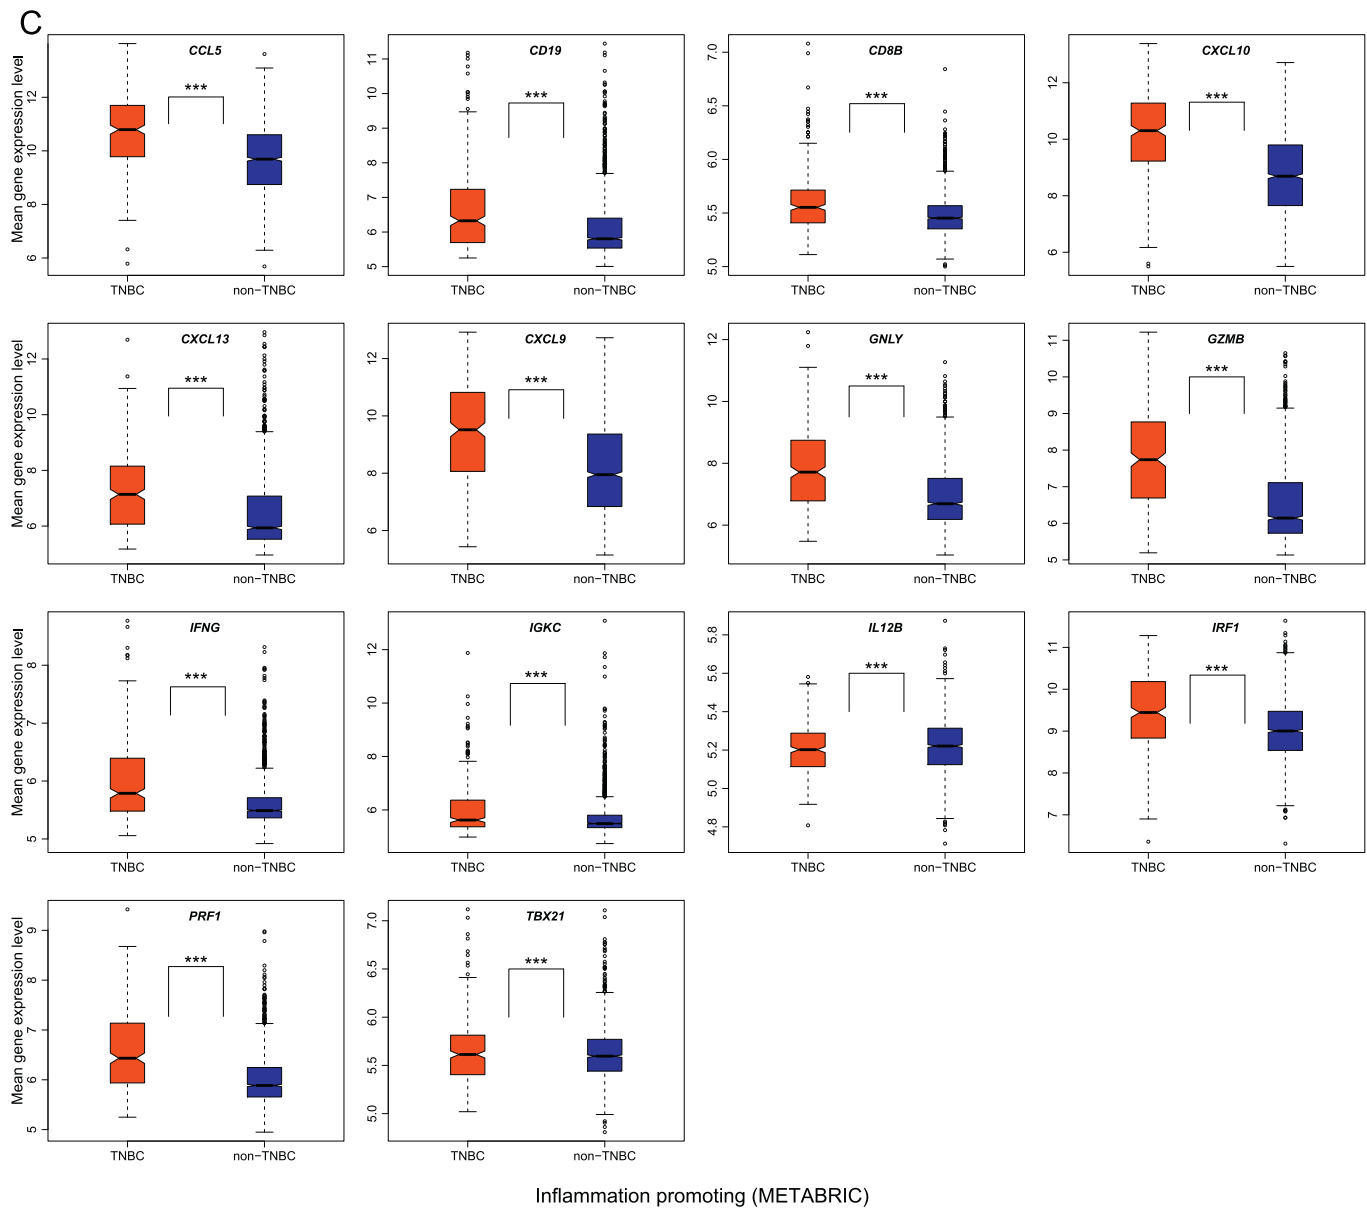 C
Mean gene expression level
CCL5
***
6 8 10 12
TNBC non−TNBC
CD19
***
5 6 7 8 9 10 11
TNBC non−TNBC
CD8B
***
5.0 5.5 6.0 6.5 7.0
TNBC non−TNBC
CXCL10
***
6 8 10 12
TNBC non−TNBC
Mean gene expression level
CXCL13
***
6 8 10 12
TNBC non−TNBC
CXCL9
***
6 8 10 12
TNBC non−TNBC
GNLY
***
6 8 10 12
TNBC non−TNBC
GZMB
***
5 6 7 8 9 10 11
TNBC non−TNBC
Mean gene expression level
IFNG
***
5 6 7 8
TNBC non−TNBC
IGKC
***
6 8 10 12
TNBC non−TNBC
IL12B
***
4.8 5.0 5.2 5.4 5.6 5.8
TNBC non−TNBC
IRF1
***
7 8 9 10 11
TNBC non−TNBC
Mean gene expression level
PRF1
***
5 6 7 8 9
TNBC non−TNBC
TBX21
***
5.0 5.5 6.0 6.5 7.0
TNBC non−TNBC
Inflammation promoting (METABRIC)